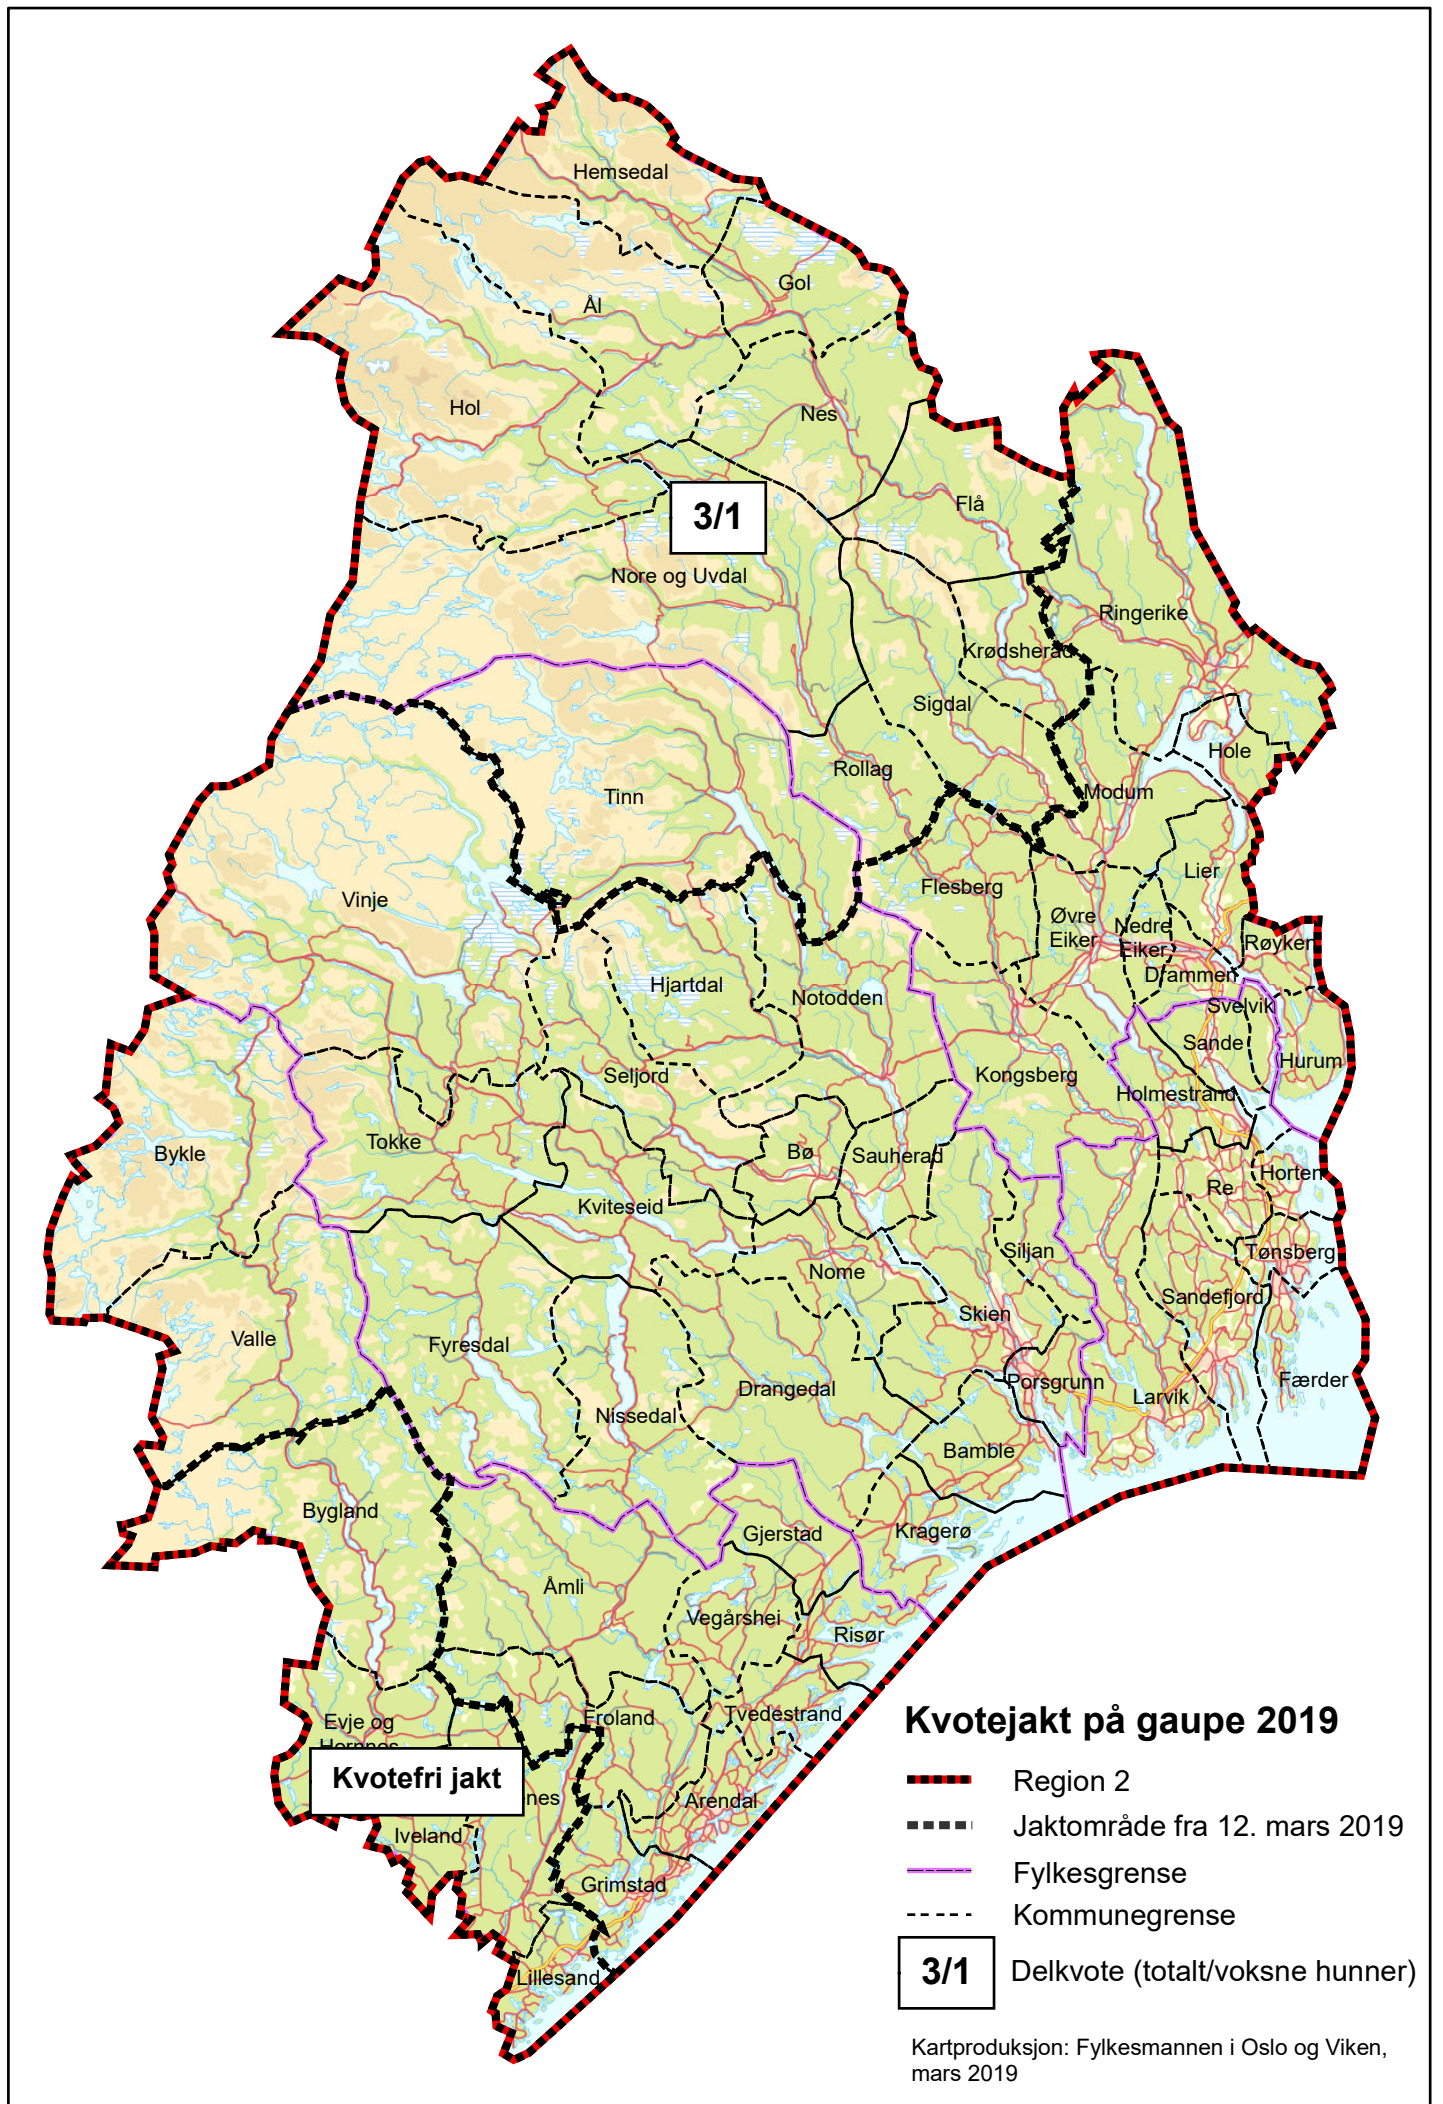 Hemsedal
Gol
Ål
Hol
Nes
Flå
3/1
Nore og Uvdal
Ringerike
Krødsherad
Sigdal
Hole
Rollag
Tinn
Modum
Lier
Vinje
Flesberg
Øvre
Eiker
Nedre
Eiker
Røyken
Drammen
Hjartdal
Notodden
Svelvik
Sande
Hurum
Seljord
Kongsberg
Holmestrand
Tokke
Bykle
Bø
Sauherad
Horten
Re
Kviteseid
Siljan
Tønsberg
Nome
Sandefjord
Skien
Valle
Fyresdal
Drangedal
Porsgrunn
Færder
Larvik
Nissedal
Bamble
Bygland
Gjerstad
Kragerø
Åmli
Vegårshei
Risør
Evje og
Hornnes
Froland
Tvedestrand
Kvotefri jakt
nes
Arendal
Iveland
Grimstad
Lillesand
Kvotejakt på gaupe 2019
Region 2
Jaktområde fra 12. mars 2019
Fylkesgrense
Kommunegrense
3/1 Delkvote (totalt/voksne hunner)
Kartproduksjon: Fylkesmannen i Oslo og Viken,
mars 2019